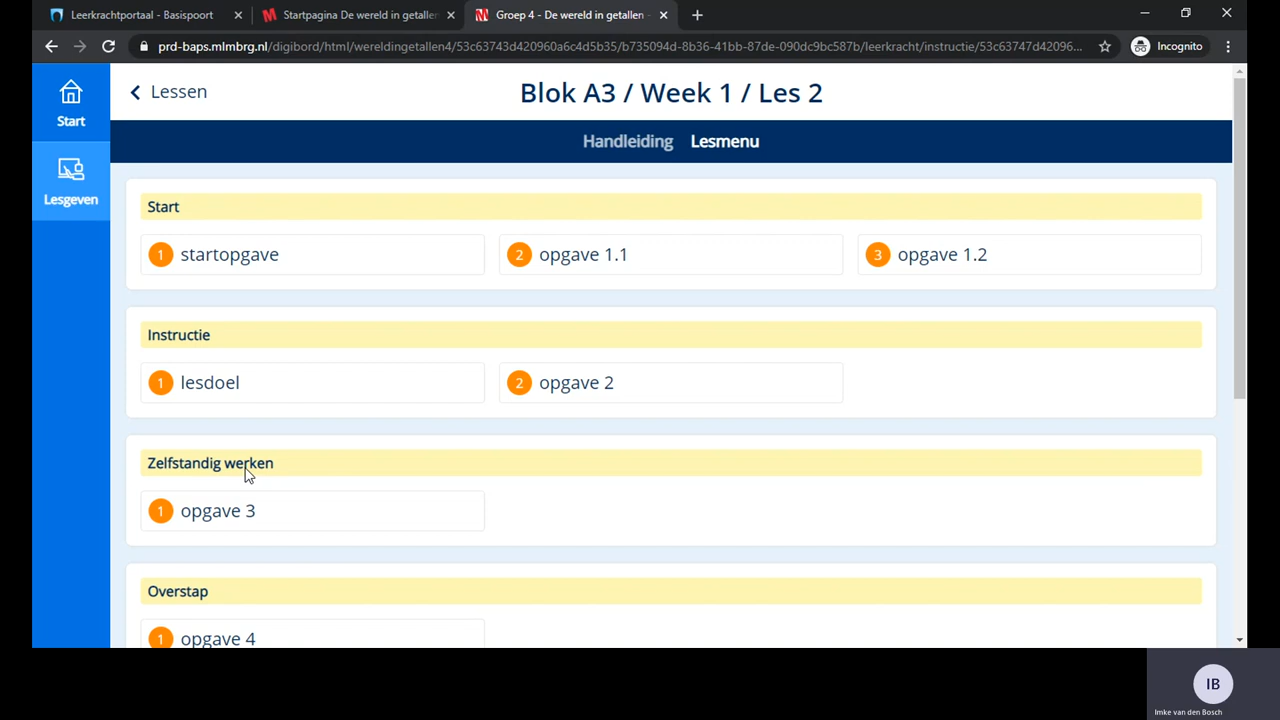 Leerkrachtportaal - Basispoort
Startpagina De wereld in getallen
Groep 4 - De wereld in getallen -
prd-baps.mlmbrg.nl/digibord/html/wereldingetallen4/53c63743d420960a6c4d5b35/b735094d-8b36-41bb-87de-090dc9bc587b/leerkracht/instructie/53c63747d42096...
Incognito
Start
Lesgeven
Lessen
Blok A3 / Week 1 / Les 2
Handleiding Lesmenu
Start
1 startopgave
2 opgave 1.1
3 opgave 1.2
Instructie
1 lesdoel
2 opgave 2
Zelfstandig werken
1 opgave 3
Overstap
1 opgave 4
IB
Imke van den Bosch